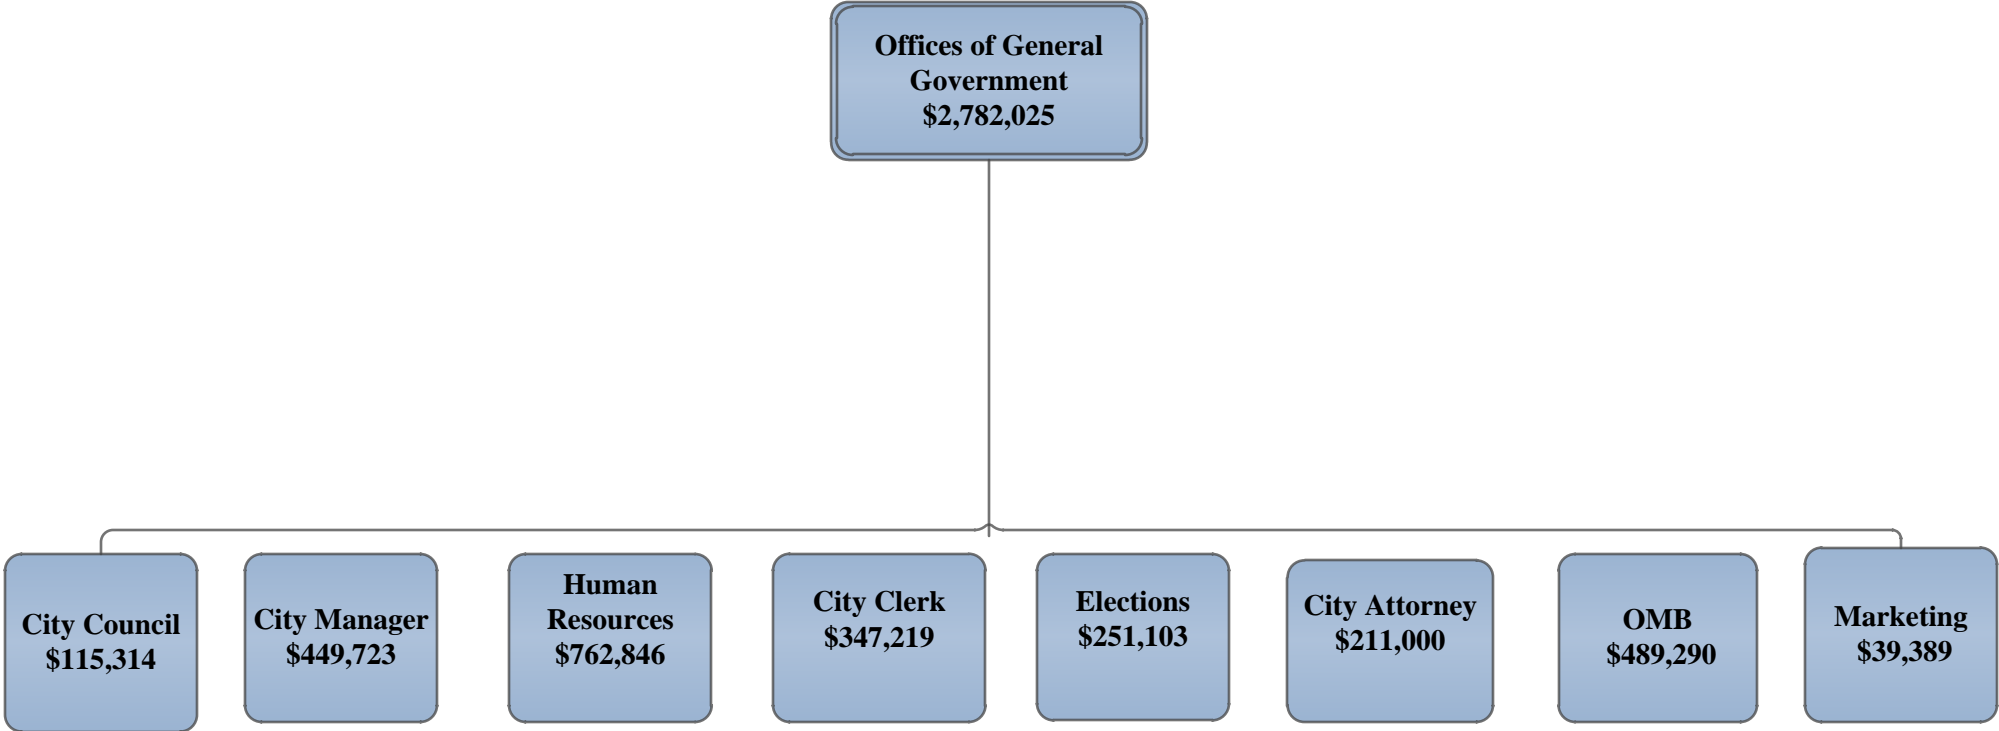 Offices of General
Government
$2,782,025
City Council
$115,314
City Manager
$449,723
Human
Resources
$762,846
City Clerk
$347,219
Elections
$251,103
City Attorney
$211,000
OMB
$489,290
Marketing
$39,389